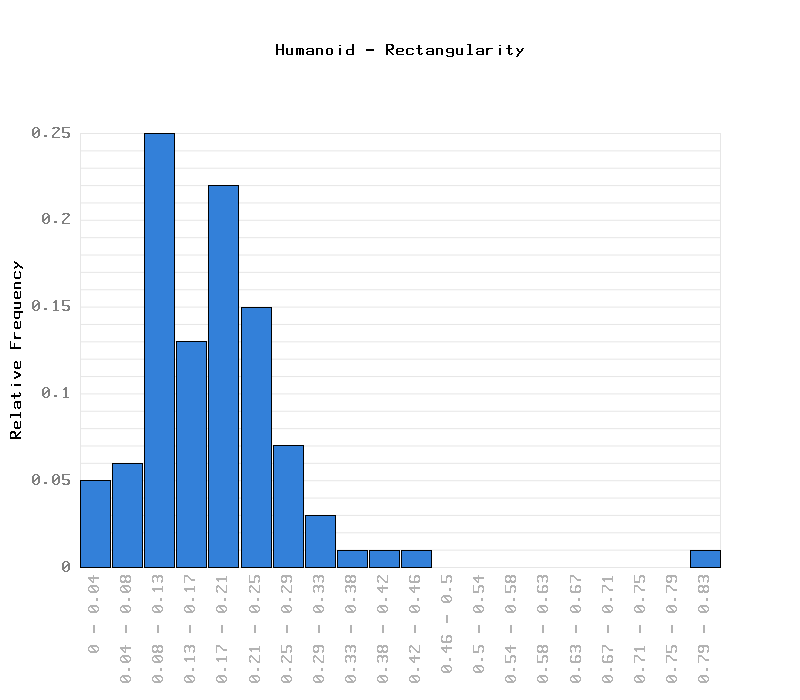 Humanoid - Rectangularity
Relative Frequency
0.25
0.2
0.15
0.1
0.05
0
0 - 0.04
0.04 - 0.08
0.08 - 0.13
0.13 - 0.17
0.17 - 0.21
0.21 - 0.25
0.25 - 0.29
0.29 - 0.33
0.33 - 0.38
0.38 - 0.42
0.42 - 0.46
0.46 - 0.5
0.5 - 0.54
0.54 - 0.58
0.58 - 0.63
0.63 - 0.67
0.67 - 0.71
0.71 - 0.75
0.75 - 0.79
0.79 - 0.83